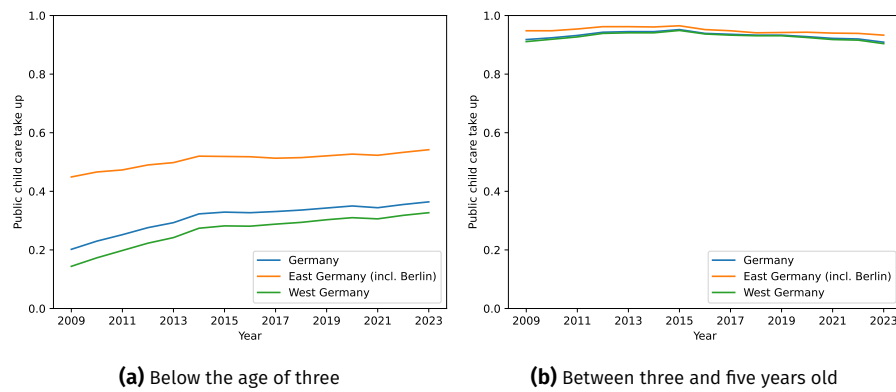 1.0
0.8
0.6
0.4
0.2
0.0
Public child care take up
2009 2011 2013 2015 2017 2019 2021 2023
Year
Germany
East Germany (incl. Berlin)
West Germany
(a) Below the age of three
1.0
0.8
0.6
0.4
0.2
0.0
Public child care take up
2009 2011 2013 2015 2017 2019 2021 2023
Year
Germany
East Germany (incl. Berlin)
West Germany
(b) Between three and five years old